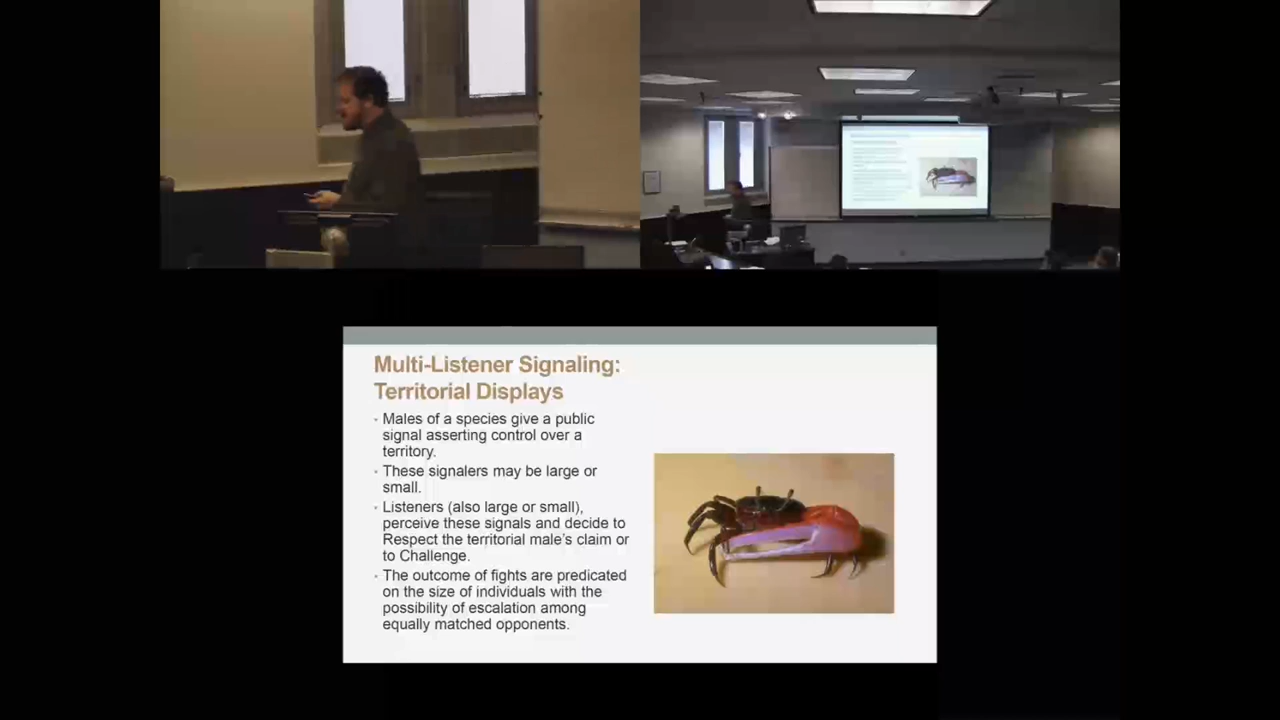 Multi-Listener Signaling:
Territorial Displays
Males of a species give a public
signal asserting control over a
territory.
These signalers may be large or
small.
Listeners (also large or small),
perceive these signals and decide to
Respect the territorial male's claim or
to Challenge.
The outcome of fights are predicated
on the size of individuals with the
possibility of escalation among
equally matched opponents.